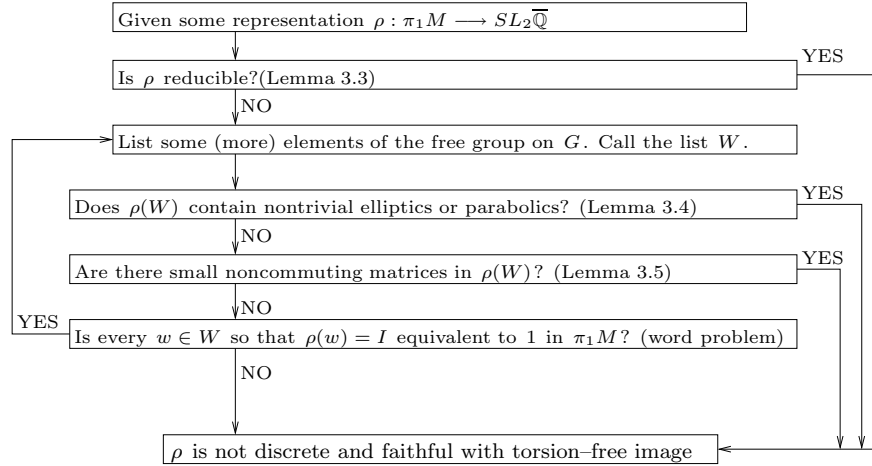 Given some representation ρ : π₁M ⟶ SL₂ℚ̅
YES
Is ρ reducible?(Lemma 3.3)
NO
List some (more) elements of the free group on G. Call the list W.
YES
Does ρ(W) contain nontrivial elliptics or parabolics? (Lemma 3.4)
NO
YES
Are there small noncommuting matrices in ρ(W)? (Lemma 3.5)
NO
YES
Is every w ∈ W so that ρ(w) = I equivalent to 1 in π₁M? (word problem)
NO
ρ is not discrete and faithful with torsion–free image